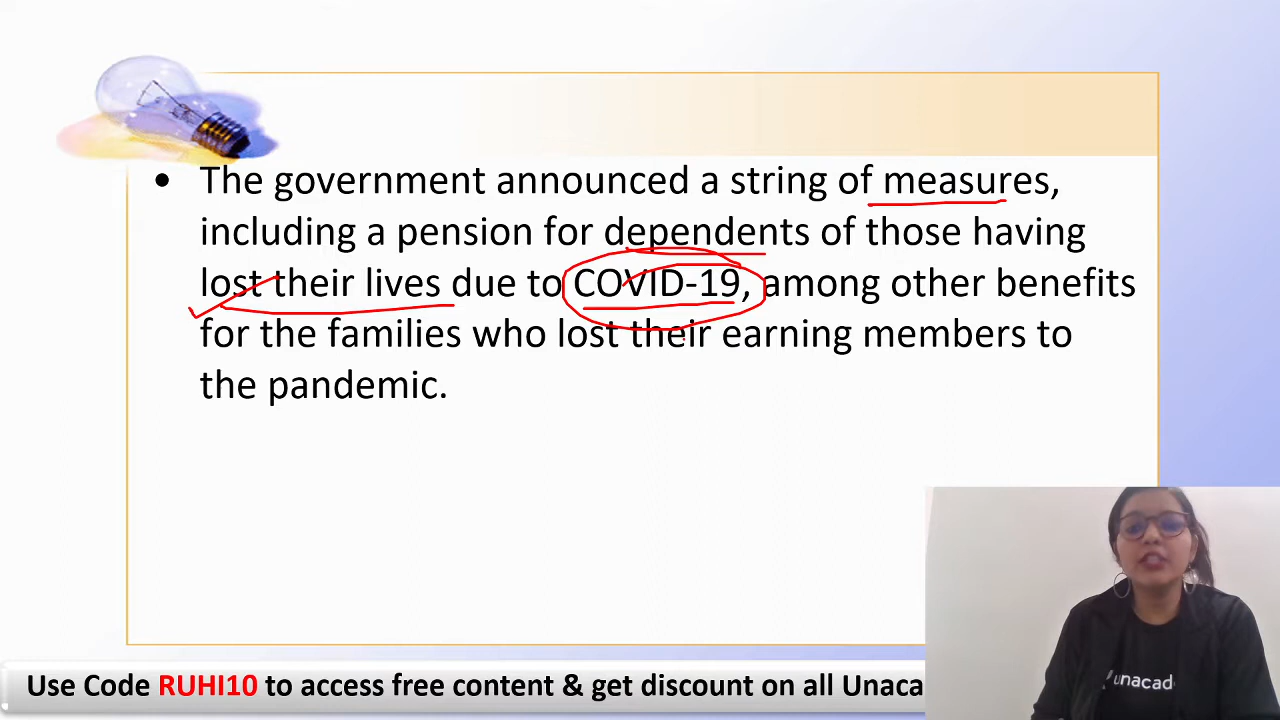 • The government announced a string of measures,
including a pension for dependents of those having
lost their lives due to COVID-19, among other benefits
for the families who lost their earning members to
the pandemic.
unacad
Use Code RUHI10 to access free content & get discount on all Unaca